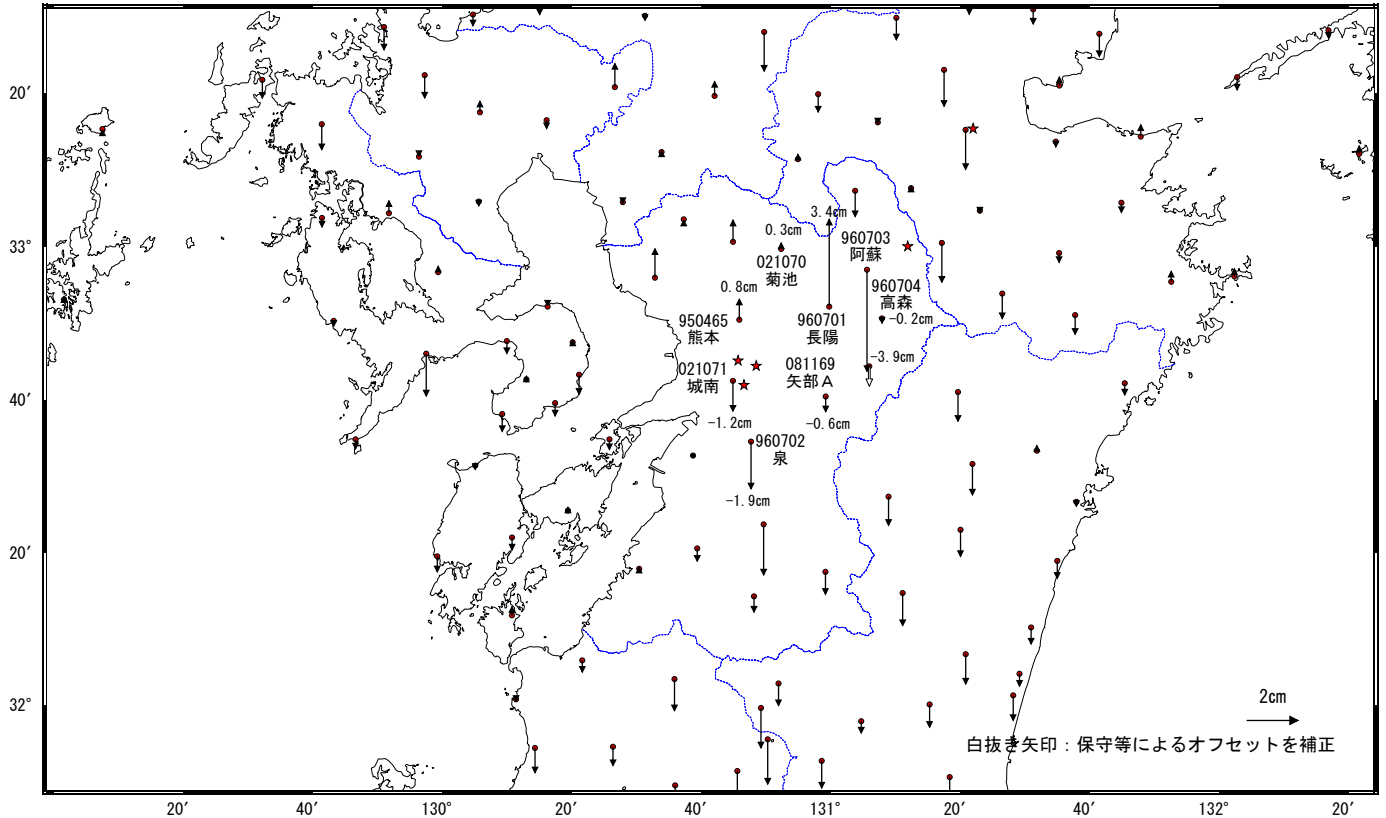 20′
33°
40′
20′
32°
3.4cm
0.3cm
960703
阿蘇
021070
菊池
960704
高森
0.8cm
-0.2cm
950465
熊本
960701
長陽
-3.9cm
021071
城南
081169
矢部A
-1.2cm
-0.6cm
960702
泉
-1.9cm
2cm
白抜き矢印：保守等によるオフセットを補正
20′
40′
130°
20′
40′
131°
20′
40′
132°
20′